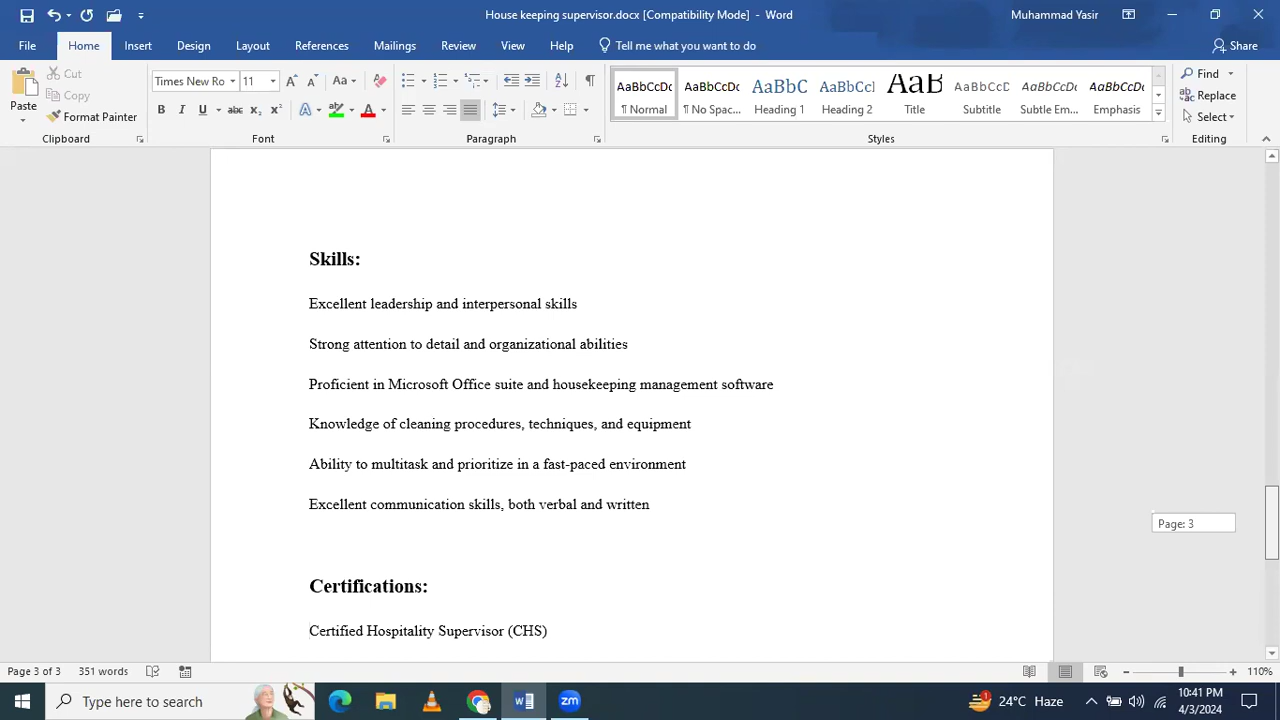 House keeping supervisor.docx [Compatibility Mode] - Word
Muhammad Yasir
File Home Insert Design Layout References Mailings Review View Help Tell me what you want to do Share
Paste
Cut
Copy
Format Painter
Times New Ro 11
Aa
B I U abc X₂ X² A A
AaBbCcDc AaBbCcDc AaBbC AaBbCcl AaB AaBbCcD AaBbCcDc AaBbCcDc
¶ Normal ¶ No Spac... Heading 1 Heading 2 Title Subtitle Subtle Em... Emphasis
Find
Replace
Select
Clipboard Font Paragraph Styles Editing
Skills:
Excellent leadership and interpersonal skills
Strong attention to detail and organizational abilities
Proficient in Microsoft Office suite and housekeeping management software
Knowledge of cleaning procedures, techniques, and equipment
Ability to multitask and prioritize in a fast-paced environment
Excellent communication skills, both verbal and written
Page: 3
Certifications:
Certified Hospitality Supervisor (CHS)
Page 3 of 3 351 words 110%
Type here to search
24°C Haze
10:41 PM
4/3/2024